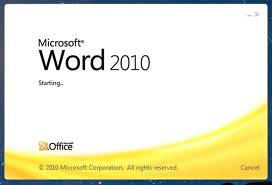 Microsoft®
Word 2010
Starting..
Office
© 2010 Microsoft Corporation. All rights reserved.
Cancel